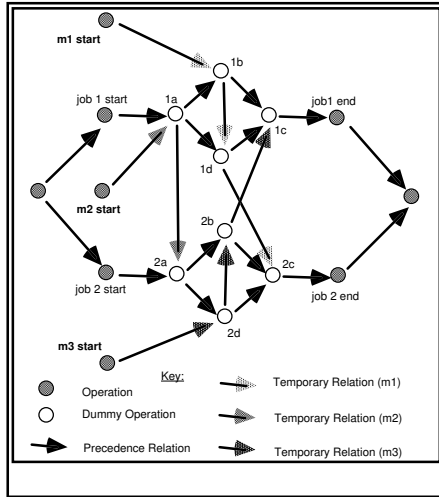 m1 start
1b
job 1 start
1a
job1 end
1c
1d
m2 start
2b
2a
2c
job 2 start
job 2 end
m3 start
2d
Key:
Operation
Temporary Relation (m1)
Dummy Operation
Temporary Relation (m2)
Precedence Relation
Temporary Relation (m3)